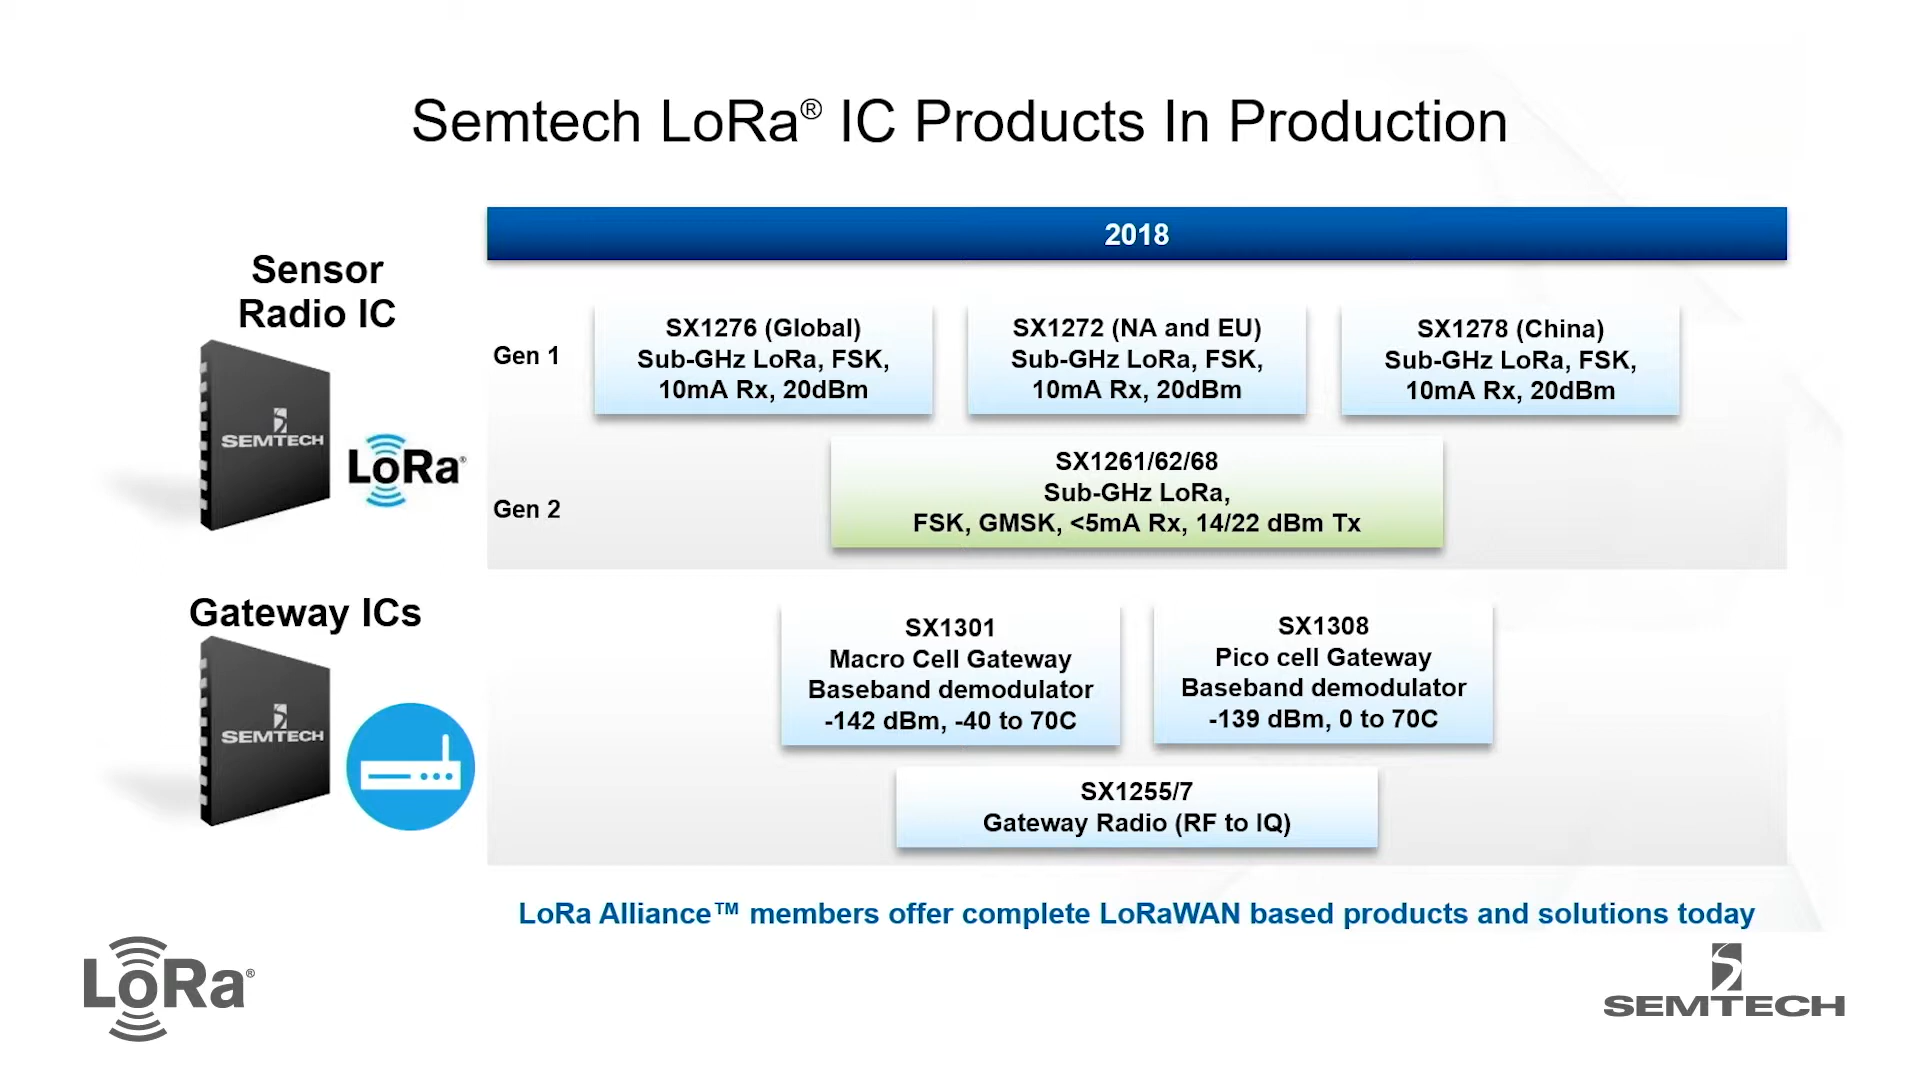 Semtech LoRa® IC Products In Production
2018
Sensor
Radio IC
SEMTECH
LoRa®
Gen 1
SX1276 (Global)
Sub-GHz LoRa, FSK,
10mA Rx, 20dBm
SX1272 (NA and EU)
Sub-GHz LoRa, FSK,
10mA Rx, 20dBm
SX1278 (China)
Sub-GHz LoRa, FSK,
10mA Rx, 20dBm
Gen 2
SX1261/62/68
Sub-GHz LoRa,
FSK, GMSK, <5mA Rx, 14/22 dBm Tx
Gateway ICs
SEMTECH
SX1301
Macro Cell Gateway
Baseband demodulator
-142 dBm, -40 to 70C
SX1308
Pico cell Gateway
Baseband demodulator
-139 dBm, 0 to 70C
SX1255/7
Gateway Radio (RF to IQ)
LoRa Alliance™ members offer complete LoRaWAN based products and solutions today
LoRa®
SEMTECH